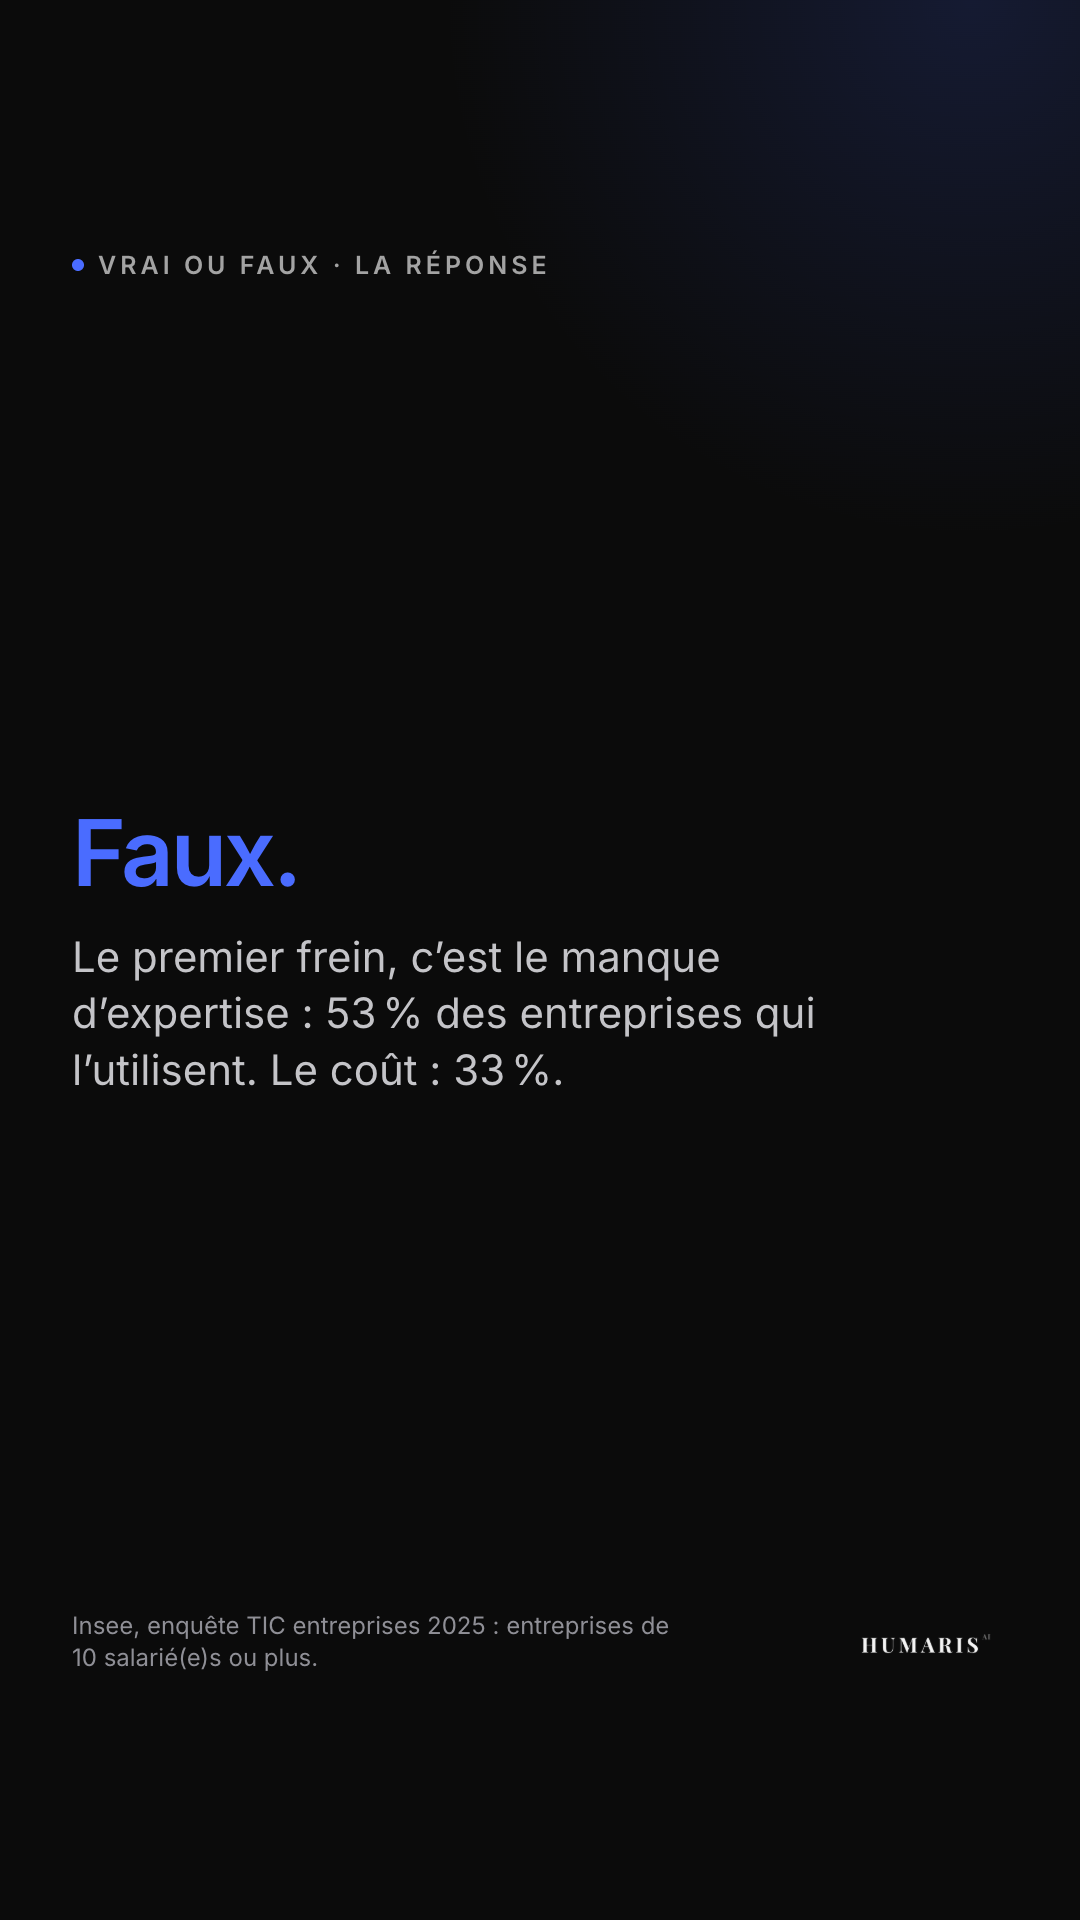 VRAI OU FAUX · LA RÉPONSE
Faux.
Le premier frein, c’est le manque
d’expertise : 53 % des entreprises qui
l’utilisent. Le coût : 33 %.
Insee, enquête TIC entreprises 2025 : entreprises de
10 salarié(e)s ou plus.
HUMARIS AI